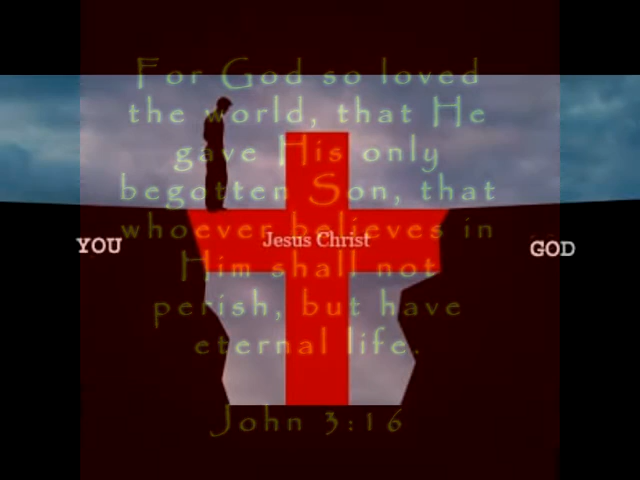 For God so loved
the world, that He
gave His only
begotten Son, that
whoever believes in
Him shall not
perish, but have
eternal life.
John 3:16
YOU
Jesus Christ
GOD